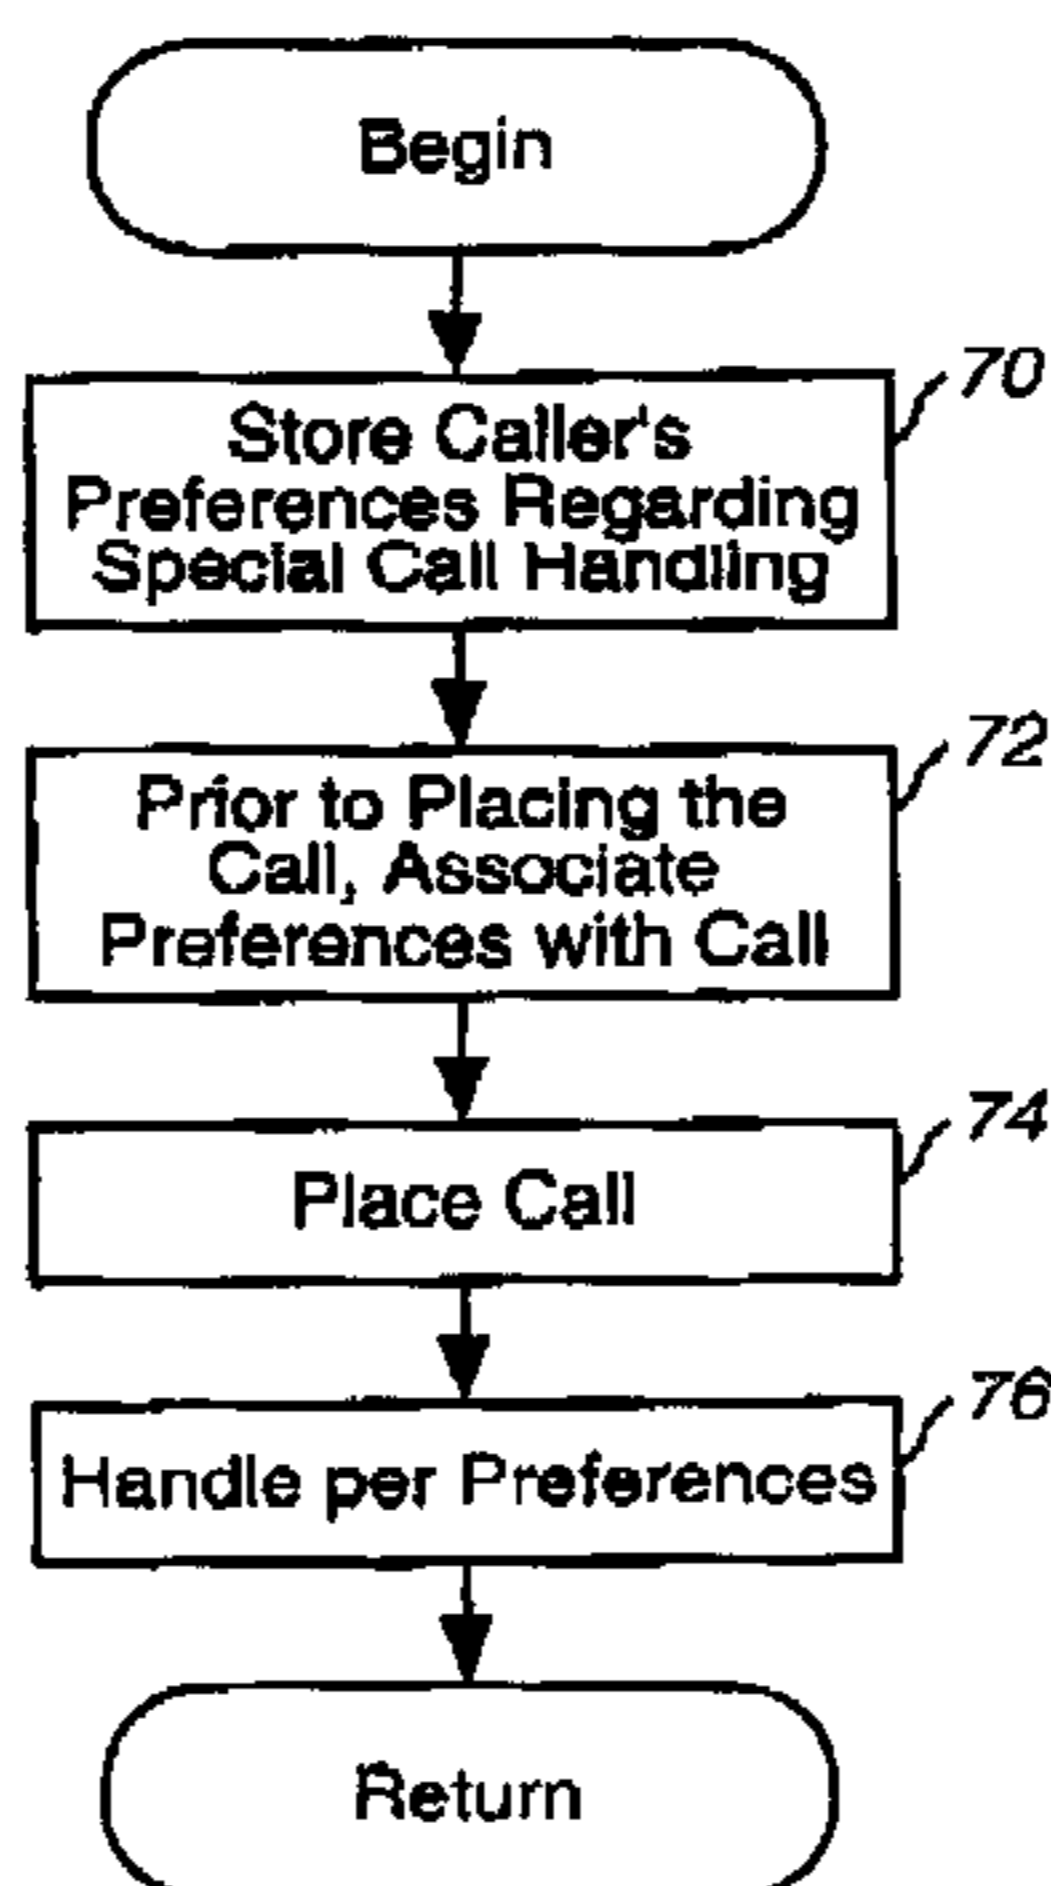 Begin
70
Store Caller's
Preferences Regarding
Special Call Handling
72
Prior to Placing the
Call, Associate
Preferences with Call
74
Place Call
76
Handle per Preferences
Return